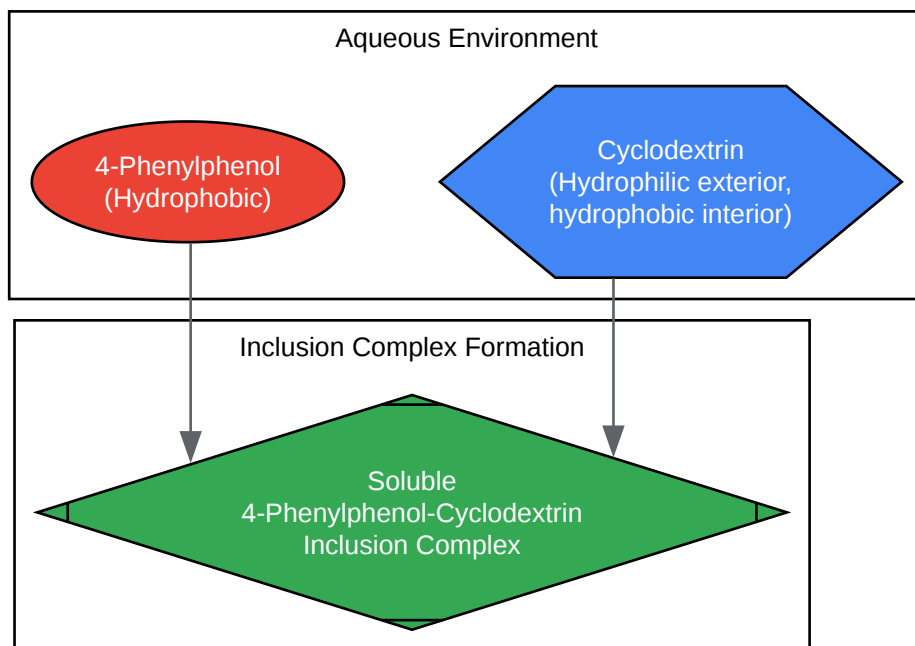 Aqueous Environment
4-Phenylphenol
(Hydrophobic)
Cyclodextrin
(Hydrophilic exterior,
hydrophobic interior)
Inclusion Complex Formation
Soluble
4-Phenylphenol-Cyclodextrin
Inclusion Complex